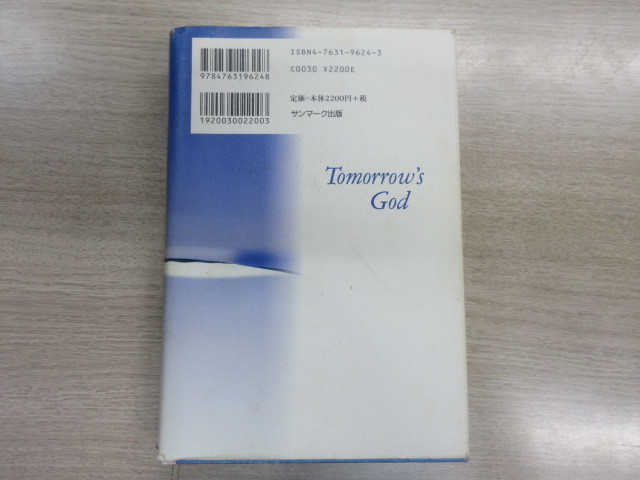 ISBN4-7631-9624-3
9784763196248
C0030 ¥2200E
定価=本体2200円+税
1920030022003
サンマーク出版
Tomorrow's
God